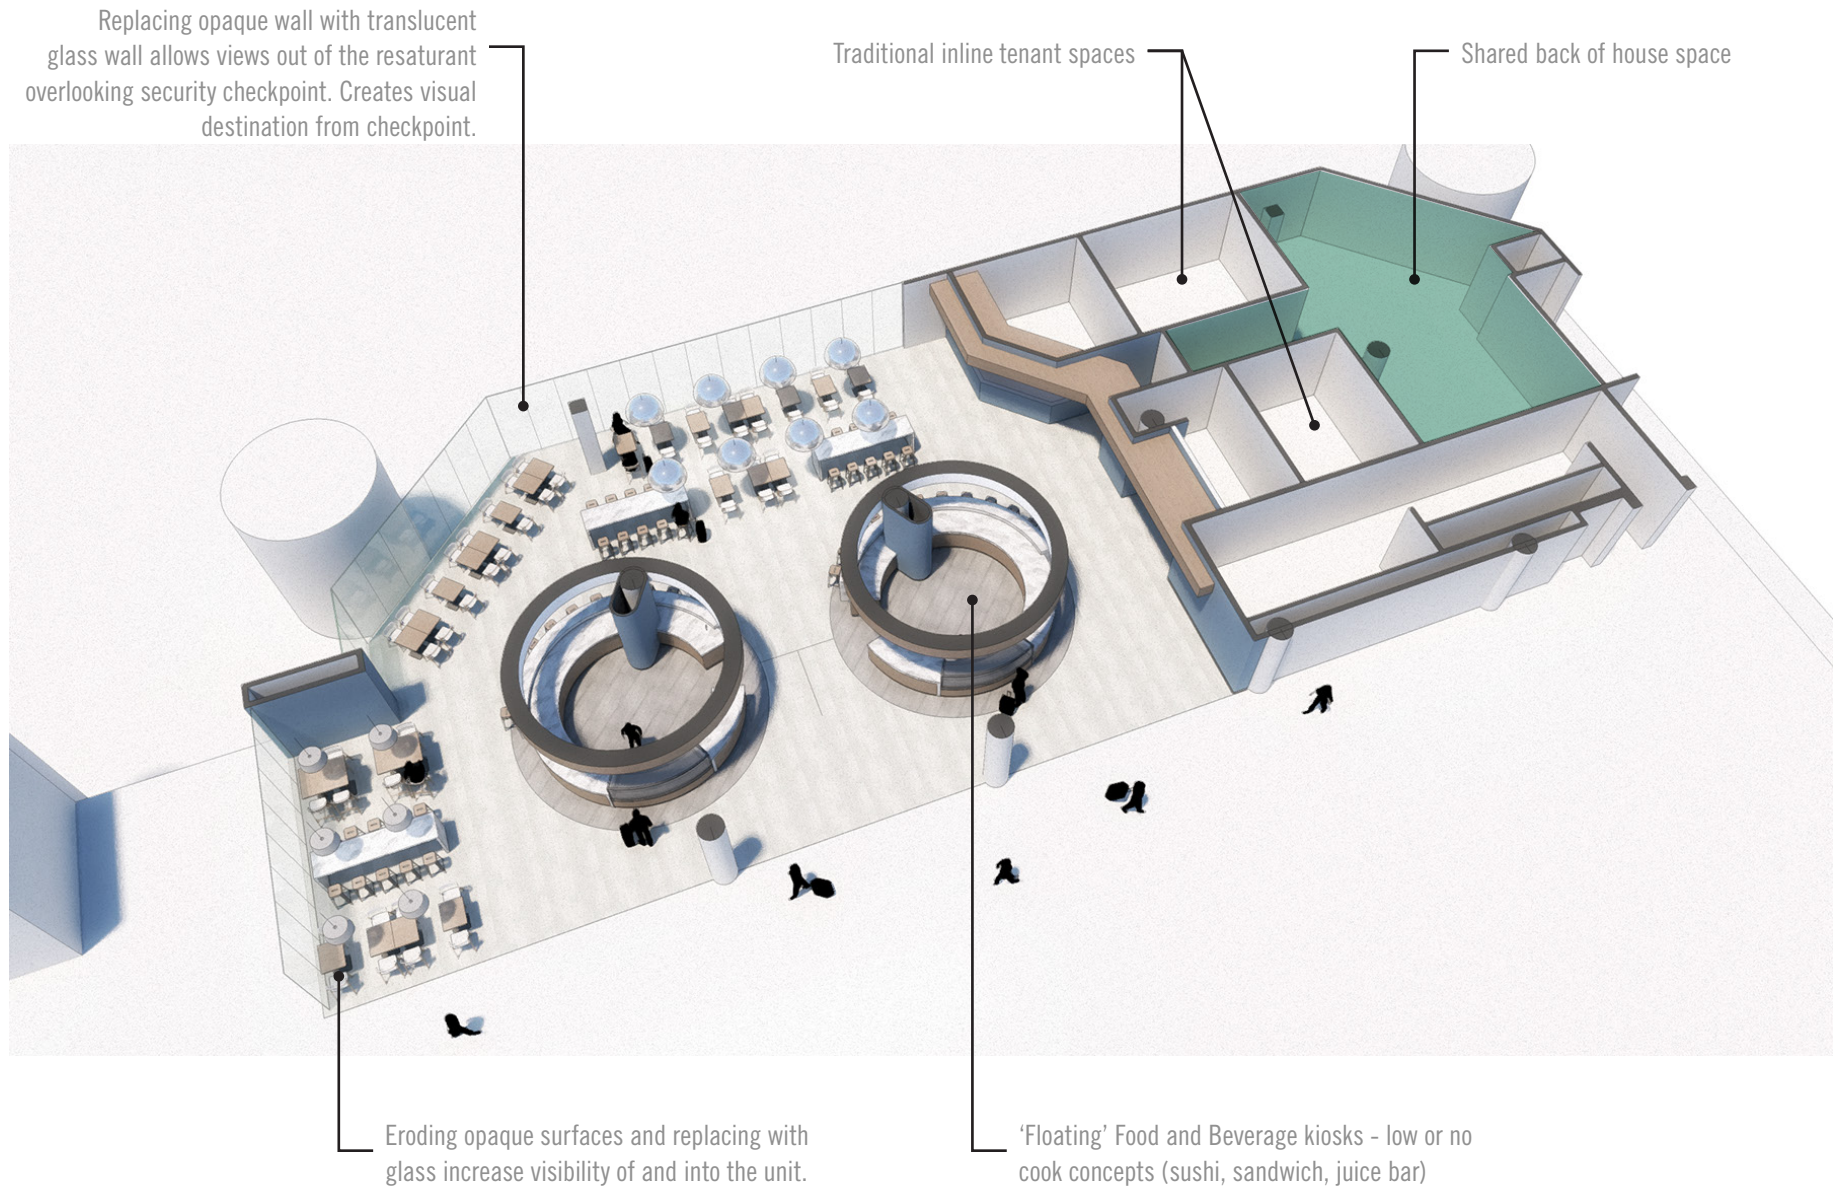 Replacing opaque wall with translucent
glass wall allows views out of the resaturant
overlooking security checkpoint. Creates visual
destination from checkpoint.
Traditional inline tenant spaces
Shared back of house space
Eroding opaque surfaces and replacing with
glass increase visibility of and into the unit.
‘Floating’ Food and Beverage kiosks - low or no
cook concepts (sushi, sandwich, juice bar)